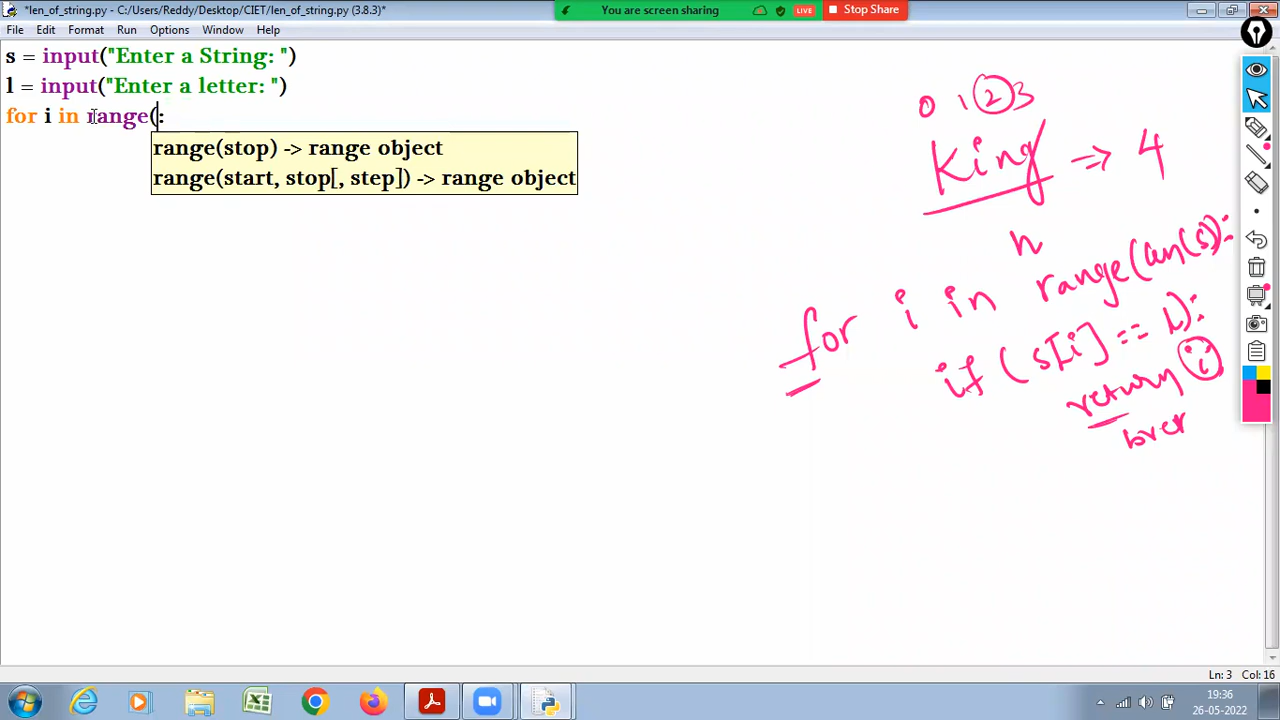 *len_of_string.py - C:/Users/Reddy/Desktop/CIET/len_of_string.py (3.8.3)*
You are screen sharing
LIVE
Stop Share
File Edit Format Run Options Window Help
s = input("Enter a String: ")
l = input("Enter a letter: ")
for i in range(:
range(stop) -> range object
range(start, stop[, step]) -> range object
0 1 2 3
King => 4
n
for i in range(len(s)):
if (s[i] == l):
return i
Ln: 3 Col: 16
19:36
26-05-2022